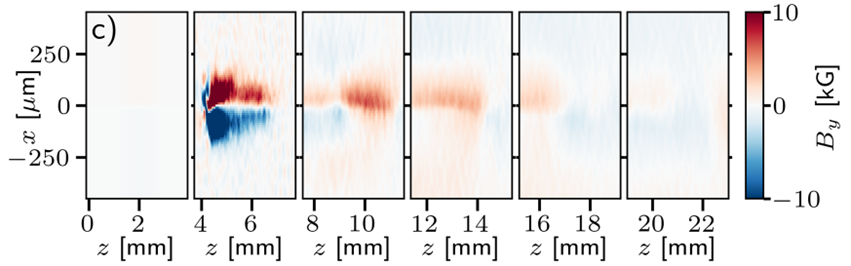 c)
250
0
−250
−x [μm]
0 2
z [mm]
4 6
z [mm]
8 10
z [mm]
12 14
z [mm]
16 18
z [mm]
20 22
z [mm]
10
0
−10
B_y [kG]